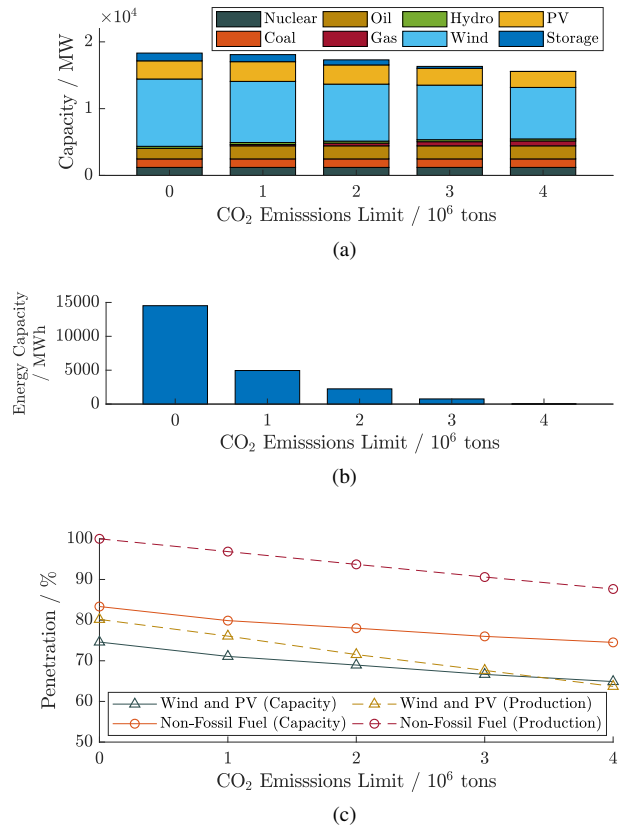 ×10⁴
Nuclear Oil Hydro PV
Coal Gas Wind Storage
2
1
0
Capacity / MW
0 1 2 3 4
CO₂ Emisssions Limit / 10⁶ tons
(a)
15000
10000
5000
0
Energy Capacity
/ MWh
0 1 2 3 4
CO₂ Emisssions Limit / 10⁶ tons
(b)
100
90
80
70
60
50
Penetration / %
Wind and PV (Capacity) Wind and PV (Production)
Non-Fossil Fuel (Capacity) Non-Fossil Fuel (Production)
0 1 2 3 4
CO₂ Emisssions Limit / 10⁶ tons
(c)